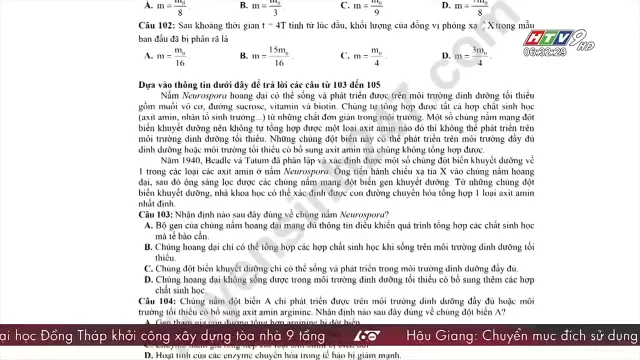 A. m = m₀/8 B. m = m₀/3 C. m = m₀/9 D. m = 7m₀/8
Câu 102: Sau khoảng thời gian t = 4T tính từ lúc đầu, khối lượng của đồng vị phóng xạ X trong mẫu
ban đầu đã bị phân rã là
A. m = m₀/16 B. m = 15m₀/16 C. m = m₀/4 D. m = 3m₀/4
HTV9 HD
06:32:29
Dựa vào thông tin dưới đây để trả lời các câu từ 103 đến 105
Nấm Neurospora hoang dại có thể sống và phát triển được trên môi trường dinh dưỡng tối thiểu
gồm muối vô cơ, đường sucrose, vitamin và biotin. Chúng tự tổng hợp được tất cả hợp chất sinh học
(axit amin, nhân tố sinh trưởng...) từ những chất đơn giản trong môi trường. Một số chủng nấm mang đột
biến khuyết dưỡng nên không tự tổng hợp được một loại axit amin nào đó thì không thể phát triển trên
môi trường dinh dưỡng tối thiểu. Những chủng đột biến này có thể phát triển trên môi trường đầy đủ
dinh dưỡng hoặc môi trường tối thiểu có bổ sung axit amin mà chúng không tổng hợp được.
Năm 1940, Beadle và Tatum đã phân lập và xác định được một số chủng đột biến khuyết dưỡng về
1 trong các loại các axit amin ở nấm Neurospora. Ông tiến hành chiếu xạ tia X vào chủng nấm hoang
dại, sau đó ông sàng lọc được các chủng nấm mang đột biến gen khuyết dưỡng. Từ những chủng đột
biến khuyết dưỡng, nhà khoa học có thể xác định được con đường chuyển hóa tổng hợp 1 loại axit amin
nhất định.
Câu 103: Nhận định nào sau đây đúng về chủng nấm Neurospora?
A. Bộ gen của chủng nấm hoang dại mang đủ thông tin điều khiển quá trình tổng hợp các chất sinh học
mà tế bào cần.
B. Chủng hoang dại chỉ có thể tổng hợp các hợp chất sinh học khi sống trên môi trường dinh dưỡng tối
thiểu.
C. Chủng đột biến khuyết dưỡng chỉ có thể sống và phát triển trong môi trường dinh dưỡng đầy đủ.
D. Chủng hoang dại không sống được trong môi trường dinh dưỡng tối thiểu có bổ sung thêm các hợp
chất sinh học.
Câu 104: Chủng nấm đột biến A chỉ phát triển được trên môi trường dinh dưỡng đầy đủ hoặc môi
trường tối thiểu có bổ sung axit amin arginine. Nhận định nào sau đây đúng về chủng đột biến A?
A. Gen tham gia con đường tổng hợp arginine bị đột biến.
ại học Đồng Tháp khởi công xây dựng tòa nhà 9 tầng
Hậu Giang: Chuyển mục đích sử dụng
D. Hoạt tính của các enzyme chuyển hóa trong tế bào bị giảm mạnh.